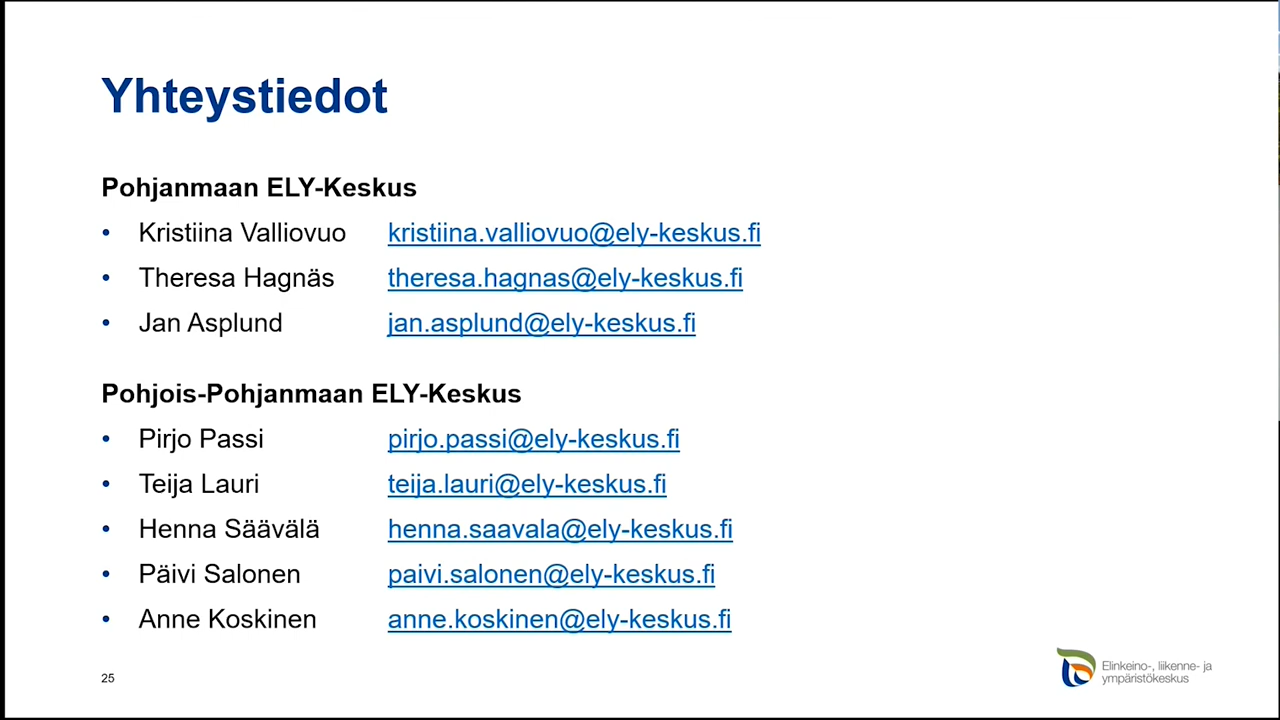 Yhteystiedot
Pohjanmaan ELY-Keskus
• Kristiina Valliovuo kristiina.valliovuo@ely-keskus.fi
• Theresa Hagnäs theresa.hagnas@ely-keskus.fi
• Jan Asplund jan.asplund@ely-keskus.fi
Pohjois-Pohjanmaan ELY-Keskus
• Pirjo Passi pirjo.passi@ely-keskus.fi
• Teija Lauri teija.lauri@ely-keskus.fi
• Henna Säävälä henna.saavala@ely-keskus.fi
• Päivi Salonen paivi.salonen@ely-keskus.fi
• Anne Koskinen anne.koskinen@ely-keskus.fi
25
Elinkeino-, liikenne- ja
ympäristökeskus